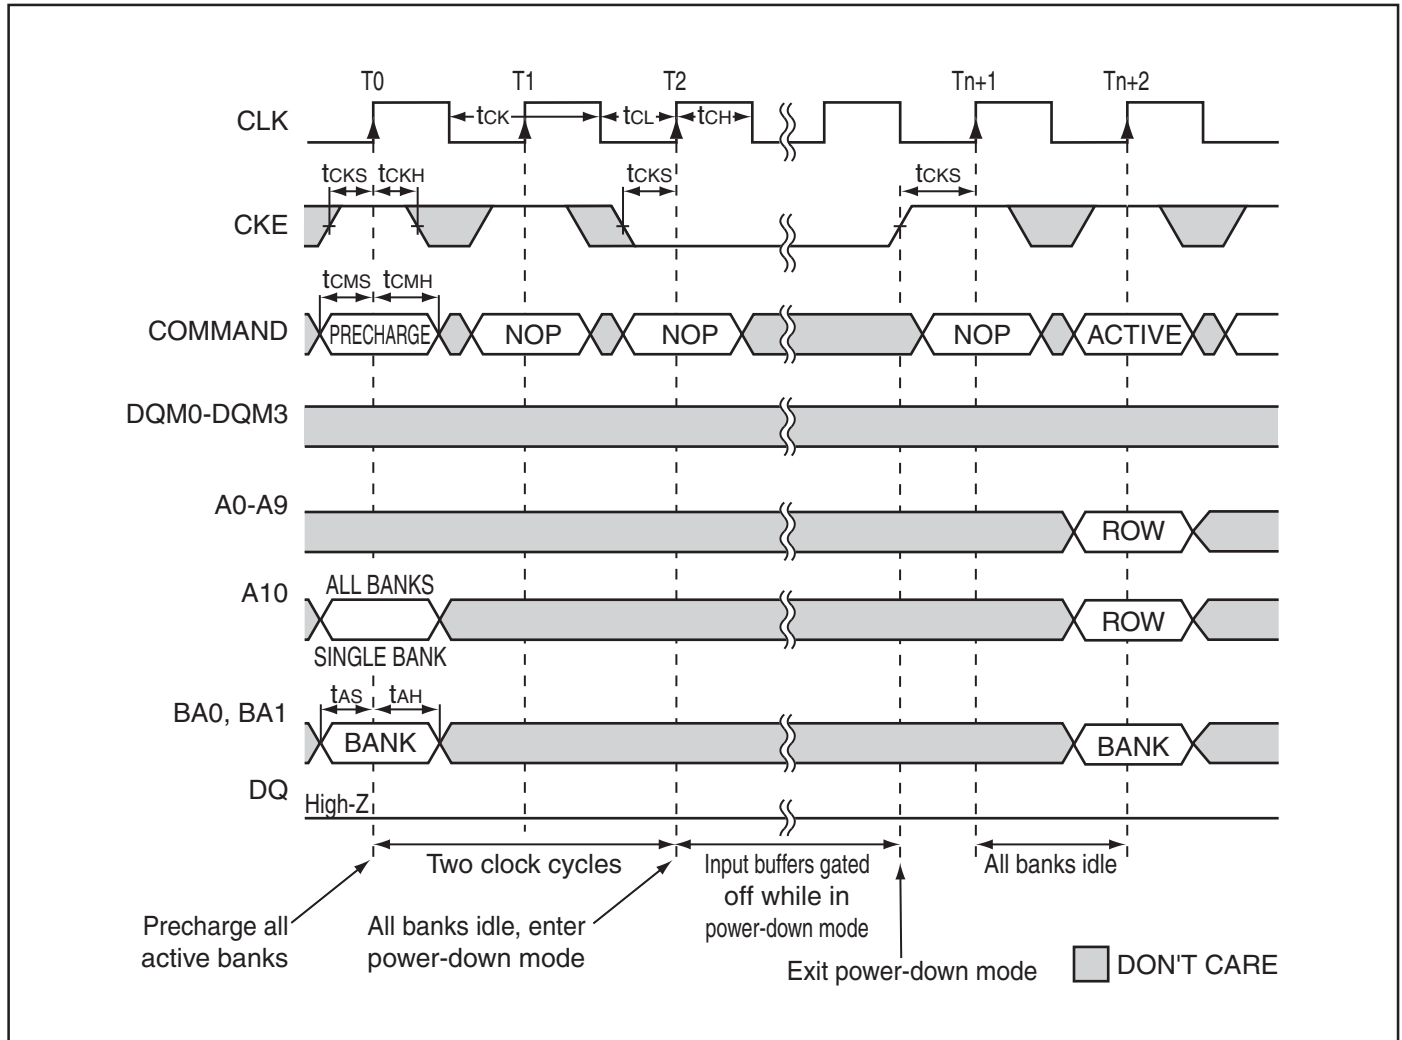 T0 T1 T2 Tn+1 Tn+2
CLK tCK tCL tCH
tCKS tCKH tCKS tCKS
CKE
tCMS tCMH
COMMAND PRECHARGE NOP NOP NOP ACTIVE
DQM0-DQM3
A0-A9 ROW
ALL BANKS
A10 ROW
SINGLE BANK
tAS tAH
BA0, BA1 BANK BANK
DQ
High-Z
Two clock cycles
Input buffers gated
off while in
power-down mode
All banks idle
Precharge all
active banks
All banks idle, enter
power-down mode
Exit power-down mode
DON'T CARE